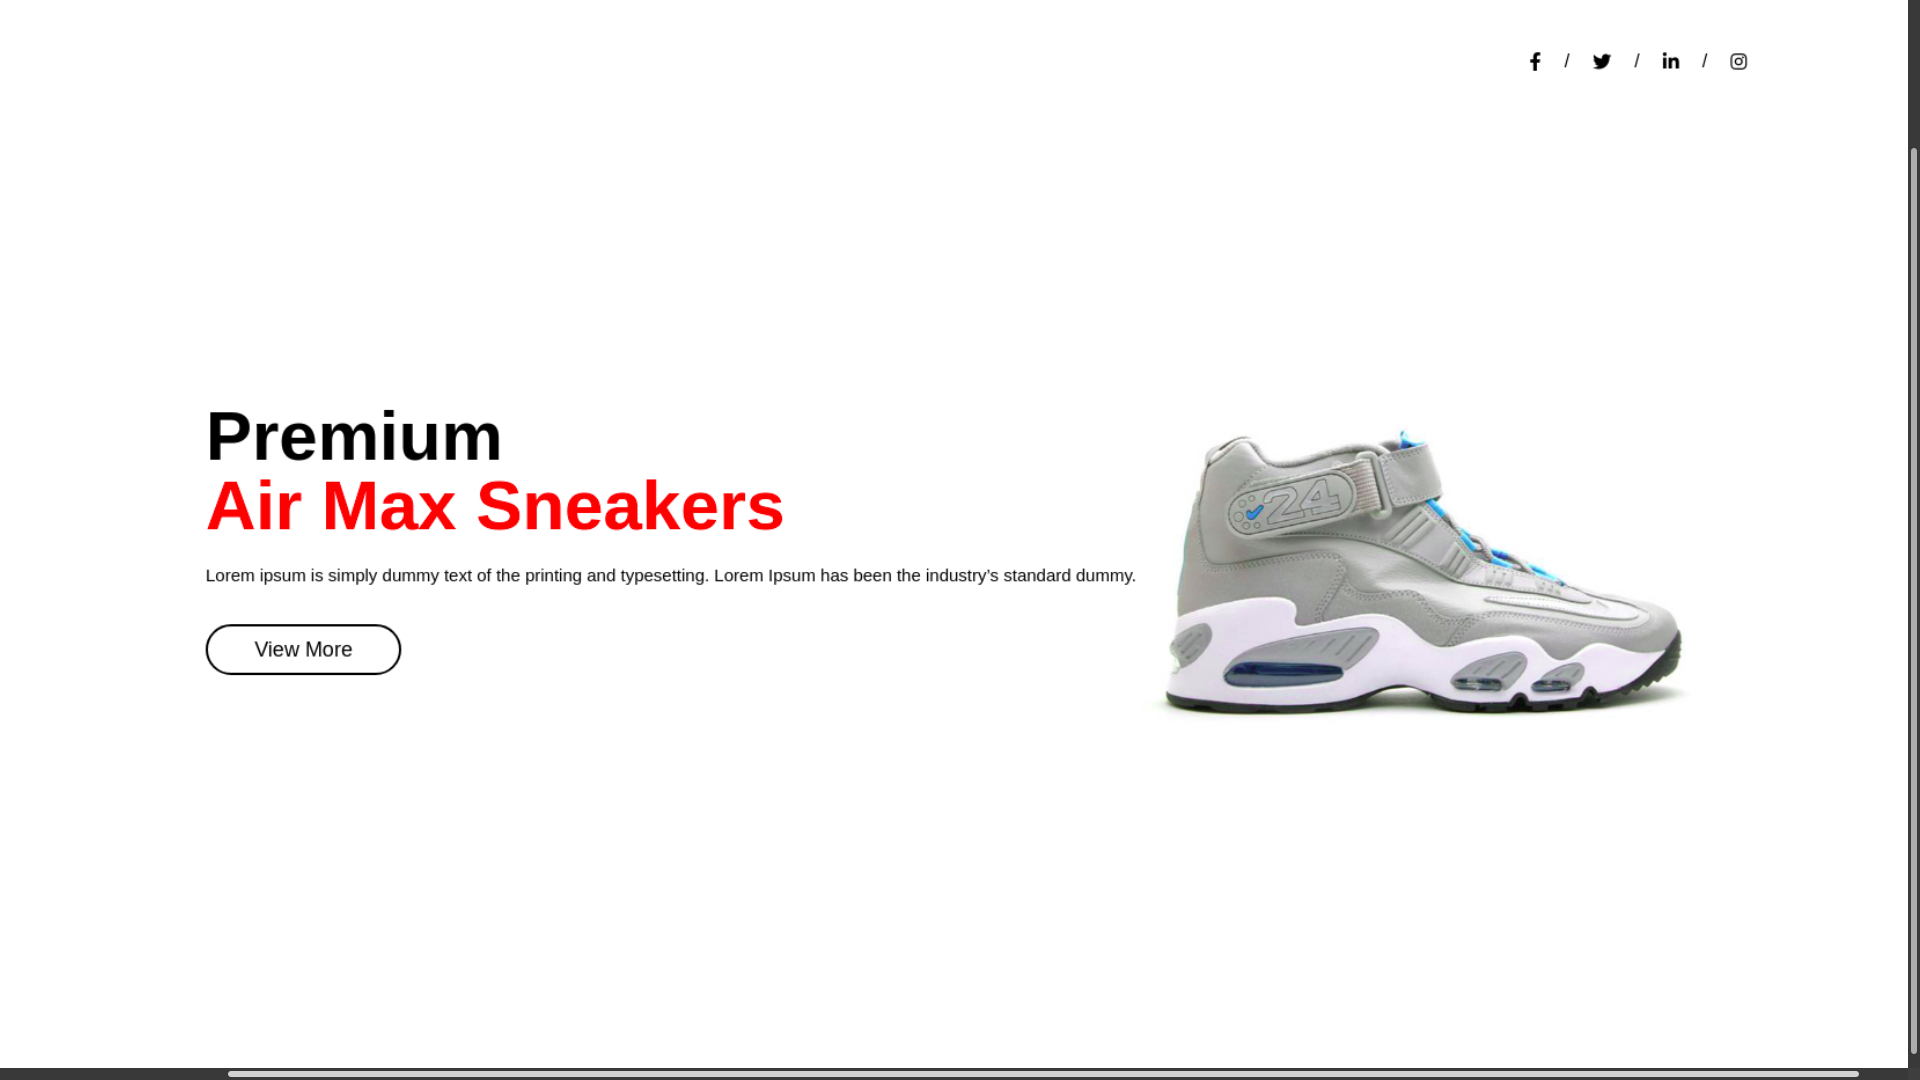 / / /
Premium
Air Max Sneakers
Lorem ipsum is simply dummy text of the printing and typesetting. Lorem Ipsum has been the industry’s standard dummy.
24
View More